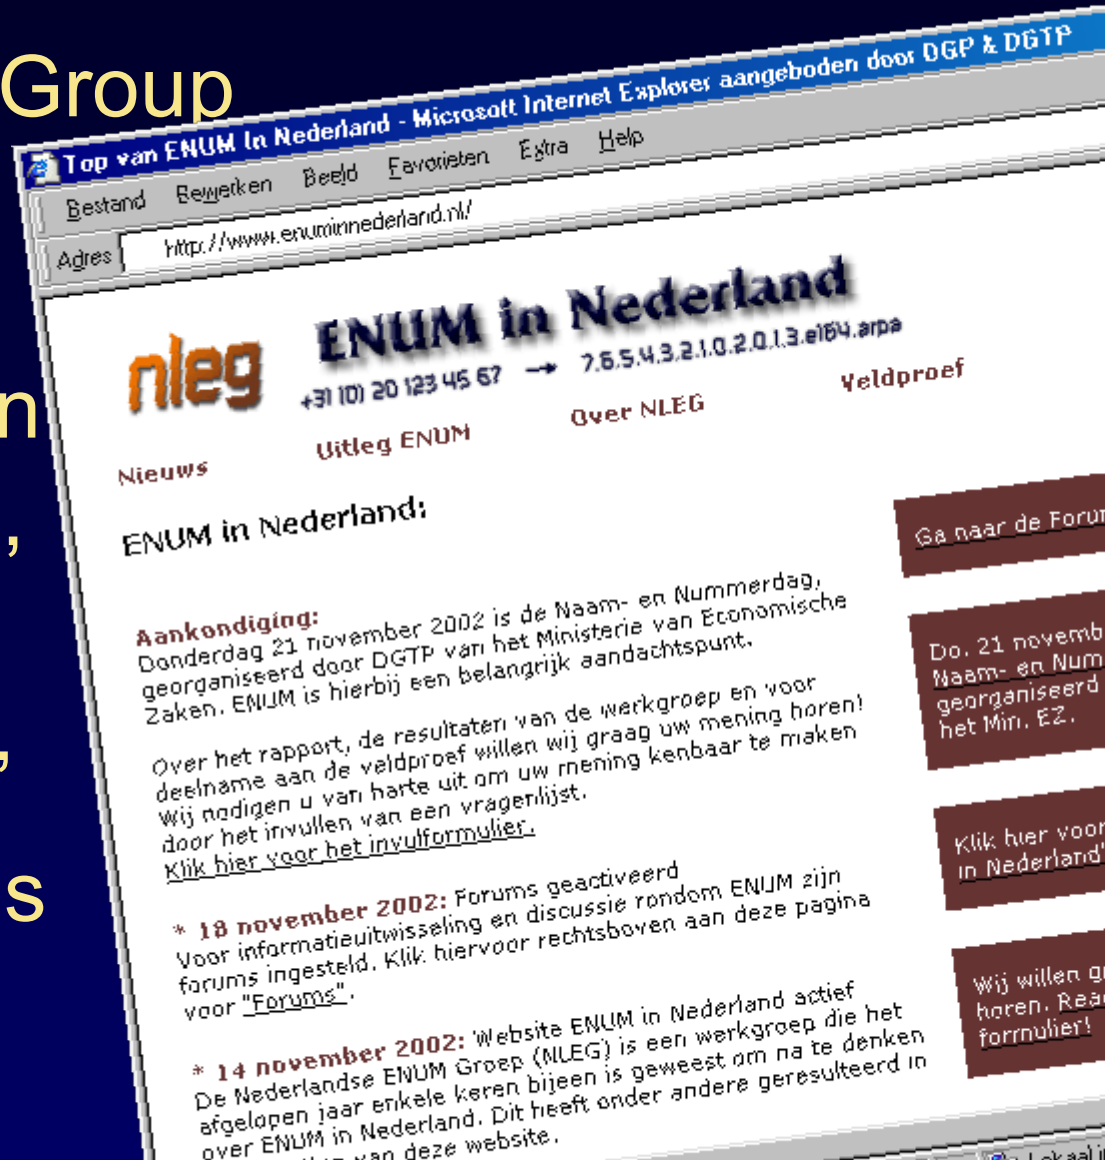 Group
n
,
,
s
Top van ENUM In Nederland - Microsoft Internet Explorer aangeboden door DGP & DGTP
Bestand Bewerken Beeld Favorieten Extra Help
Adres http://www.enuminnederland.nl/
nleg
ENUM in Nederland
+31 (0) 20 123 45 67 → 7.6.5.4.3.2.1.0.2.0.1.3.e164.arpa
Nieuws Uitleg ENUM Over NLEG Veldproef
ENUM in Nederland:
Aankondiging:
Donderdag 21 november 2002 is de Naam- en Nummerdag,
georganiseerd door DGTP van het Ministerie van Economische
Zaken. ENUM is hierbij een belangrijk aandachtspunt.
Over het rapport, de resultaten van de werkgroep en voor
deelname aan de veldproef willen wij graag uw mening horen!
Wij nodigen u van harte uit om uw mening kenbaar te maken
door het invullen van een vragenlijst.
Klik hier voor het invulformulier.
* 18 november 2002: Forums geactiveerd
Voor informatieuitwisseling en discussie rondom ENUM zijn
forums ingesteld. Klik hiervoor rechtsboven aan deze pagina
voor "Forums".
* 14 november 2002: Website ENUM in Nederland actief
De Nederlandse ENUM Groep (NLEG) is een werkgroep die het
afgelopen jaar enkele keren bijeen is geweest om na te denken
over ENUM in Nederland. Dit heeft onder andere geresulteerd in
van deze website.
Ga naar de Forum
Do. 21 novemb
Naam- en Num
georganiseerd
het Min. EZ.
Klik hier voor
in Nederland"
Wij willen g
horen. Rea
formulier!